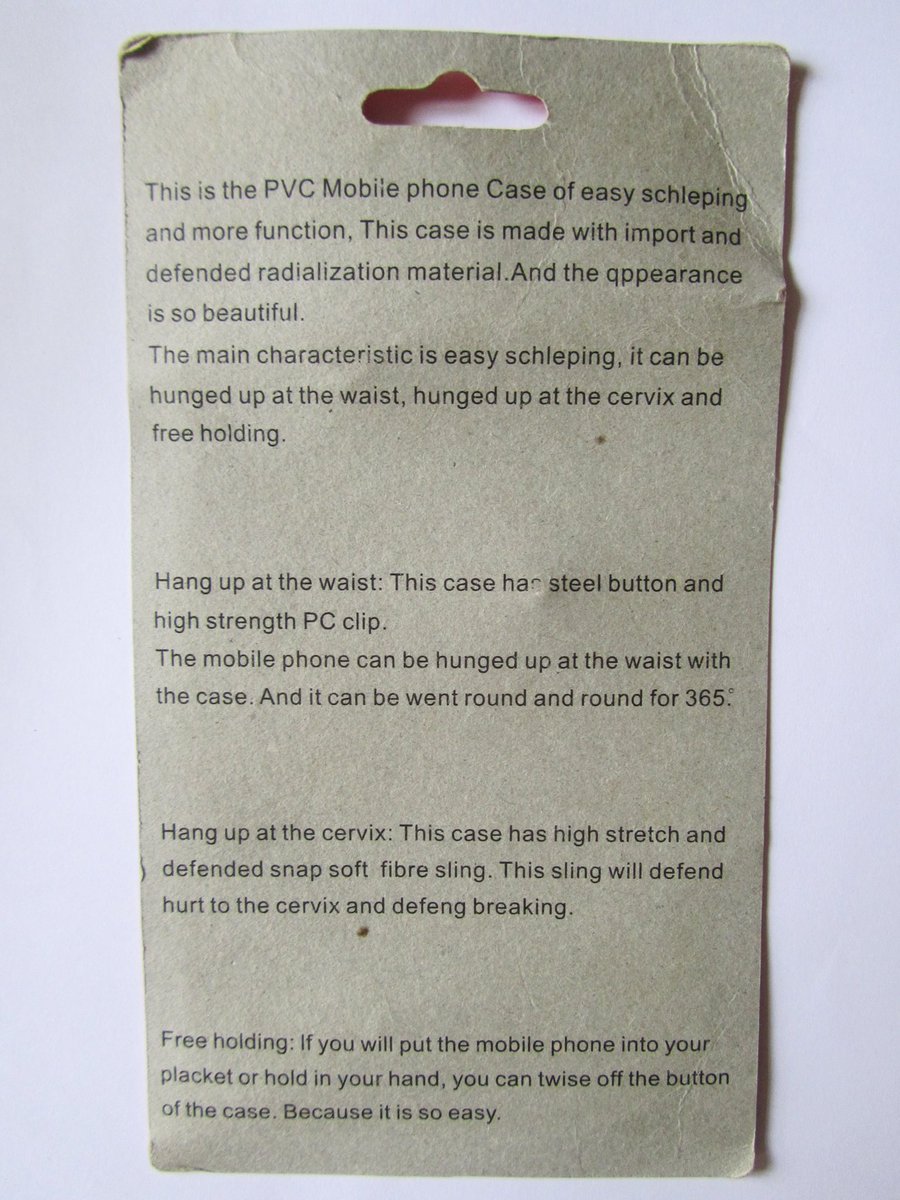 This is the PVC Mobile phone Case of easy schleping
and more function, This case is made with import and
defended radialization material.And the qppearance
is so beautiful.
The main characteristic is easy schleping, it can be
hunged up at the waist, hunged up at the cervix and
free holding.
Hang up at the waist: This case has steel button and
high strength PC clip.
The mobile phone can be hunged up at the waist with
the case. And it can be went round and round for 365°.
Hang up at the cervix: This case has high stretch and
defended snap soft fibre sling. This sling will defend
hurt to the cervix and defeng breaking.
Free holding: If you will put the mobile phone into your
placket or hold in your hand, you can twise off the button
of the case. Because it is so easy.